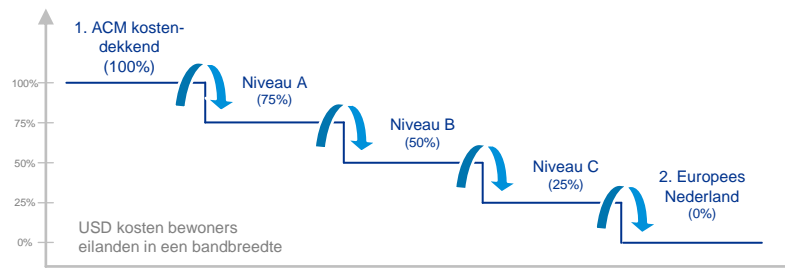 1. ACM kosten-
dekkend
(100%)
Niveau A
(75%)
Niveau B
(50%)
Niveau C
(25%)
2. Europees
Nederland
(0%)
100%
75%
50%
25%
0%
USD kosten bewoners
eilanden in een bandbreedte